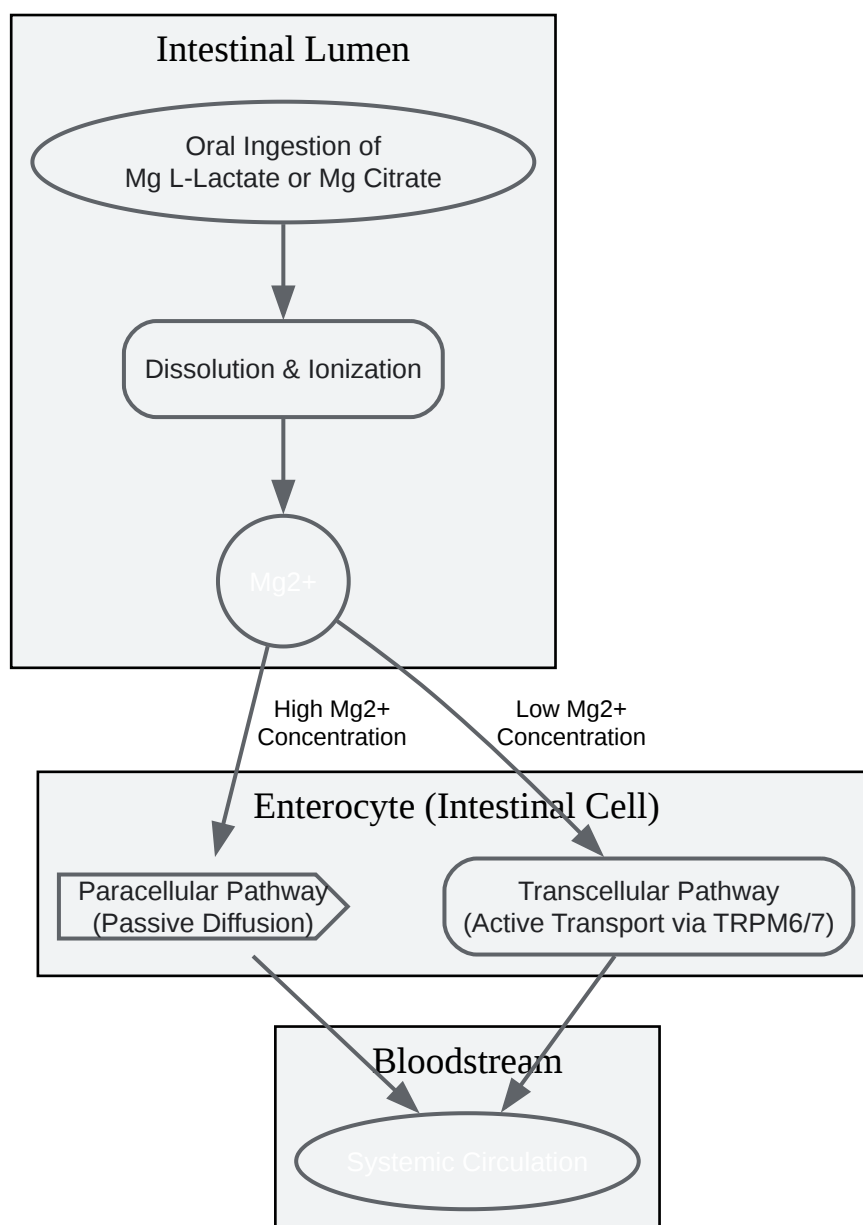 Intestinal Lumen
Oral Ingestion of
Mg L-Lactate or Mg Citrate
Dissolution & Ionization
Mg2+
High Mg2+
Concentration
Low Mg2+
Concentration
Enterocyte (Intestinal Cell)
Paracellular Pathway
(Passive Diffusion)
Transcellular Pathway
(Active Transport via TRPM6/7)
Bloodstream
Systemic Circulation